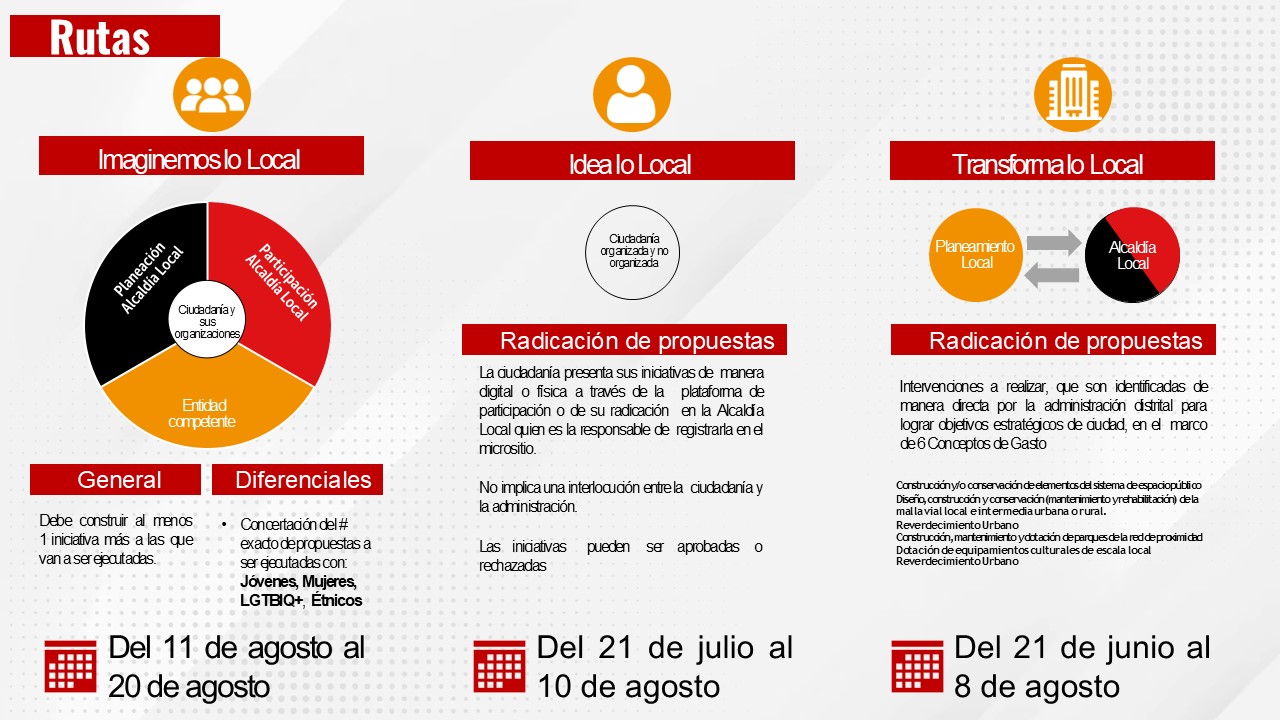 Rutas
Imaginemos lo Local
Planeación
Alcaldía Local
Participación
Alcaldía Local
Ciudadanía y
sus
organizaciones
Entidad
competente
General
Debe construir al menos
1 iniciativa más a las que
van a ser ejecutadas.
Diferenciales
• Concertación del #
exacto de propuestas a
ser ejecutadas con:
Jóvenes, Mujeres,
LGTBIQ+, Étnicos
Del 11 de agosto al
20 de agosto
Idea lo Local
Ciudadanía
organizada y no
organizada
Radicación de propuestas
La ciudadanía presenta sus iniciativas de manera
digital o física a través de la plataforma de
participación o de su radicación en la Alcaldía
Local quien es la responsable de registrarla en el
micrositio.
No implica una interlocución entre la ciudadanía y
la administración.
Las iniciativas pueden ser aprobadas o
rechazadas
Del 21 de julio al
10 de agosto
Transforma lo Local
Planeamiento
Local
Alcaldía
Local
Radicación de propuestas
Intervenciones a realizar, que son identificadas de
manera directa por la administración distrital para
lograr objetivos estratégicos de ciudad, en el marco
de 6 Conceptos de Gasto
Construcción y/o conservación de elementos del sistema de espacio público
Diseño, construcción y conservación (mantenimiento y rehabilitación) de la
malla vial local e intermedia urbana o rural.
Reverdecimiento Urbano
Construcción, mantenimiento y dotación de parques de la red de proximidad
Dotación de equipamientos culturales de escala local
Reverdecimiento Urbano
Del 21 de junio al
8 de agosto